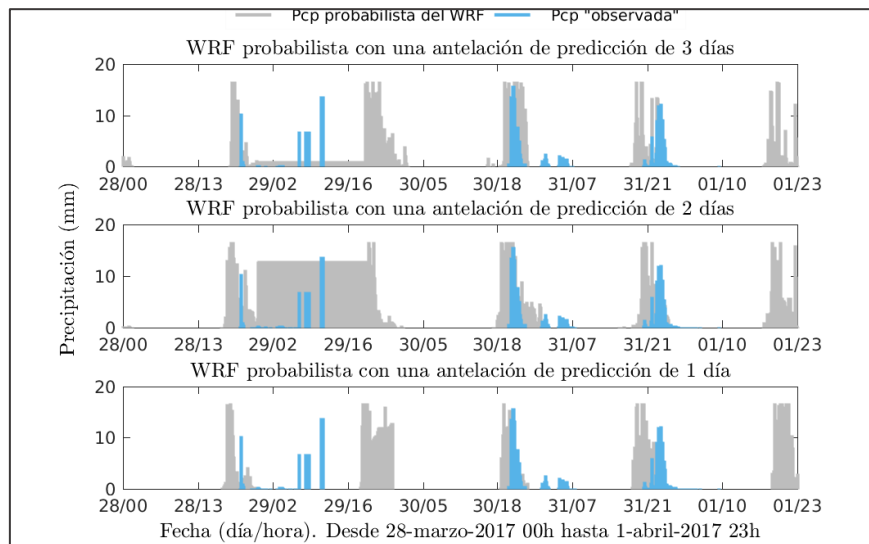 Pcp probabilista del WRF Pcp "observada"
WRF probabilista con una antelación de predicción de 3 días
20
10
0
28/00 28/13 29/02 29/16 30/05 30/18 31/07 31/21 01/10 01/23
WRF probabilista con una antelación de predicción de 2 días
20
10
0
28/00 28/13 29/02 29/16 30/05 30/18 31/07 31/21 01/10 01/23
WRF probabilista con una antelación de predicción de 1 día
20
10
0
28/00 28/13 29/02 29/16 30/05 30/18 31/07 31/21 01/10 01/23
Precipitación (mm)
Fecha (día/hora). Desde 28-marzo-2017 00h hasta 1-abril-2017 23h